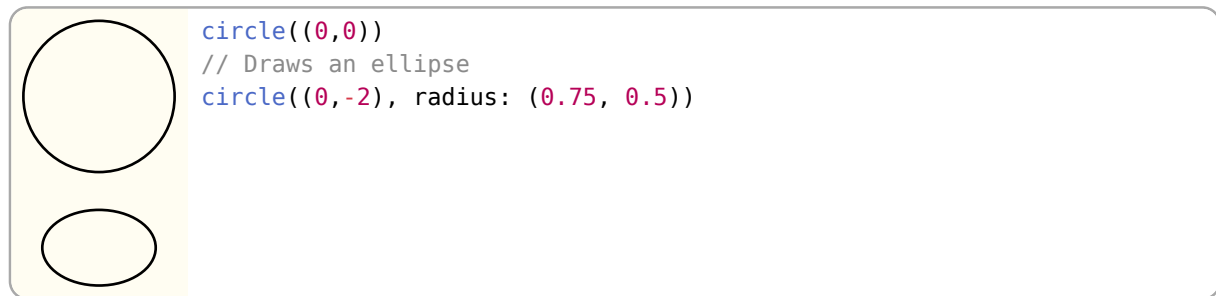 circle((0,0))
// Draws an ellipse
circle((0,-2), radius: (0.75, 0.5))